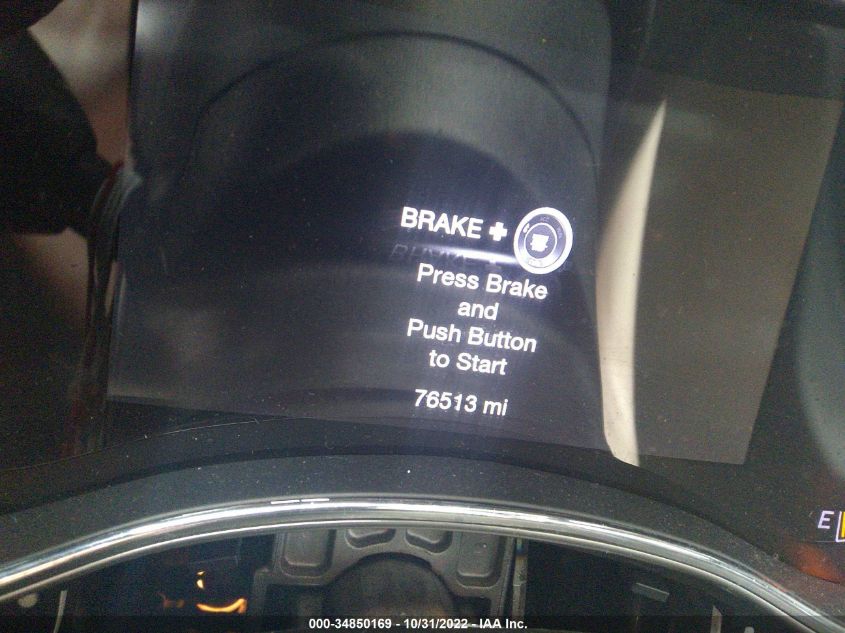 BRAKE +
Press Brake
and
Push Button
to Start
76513 mi
E
000-34850169 - 10/31/2022 - IAA Inc.